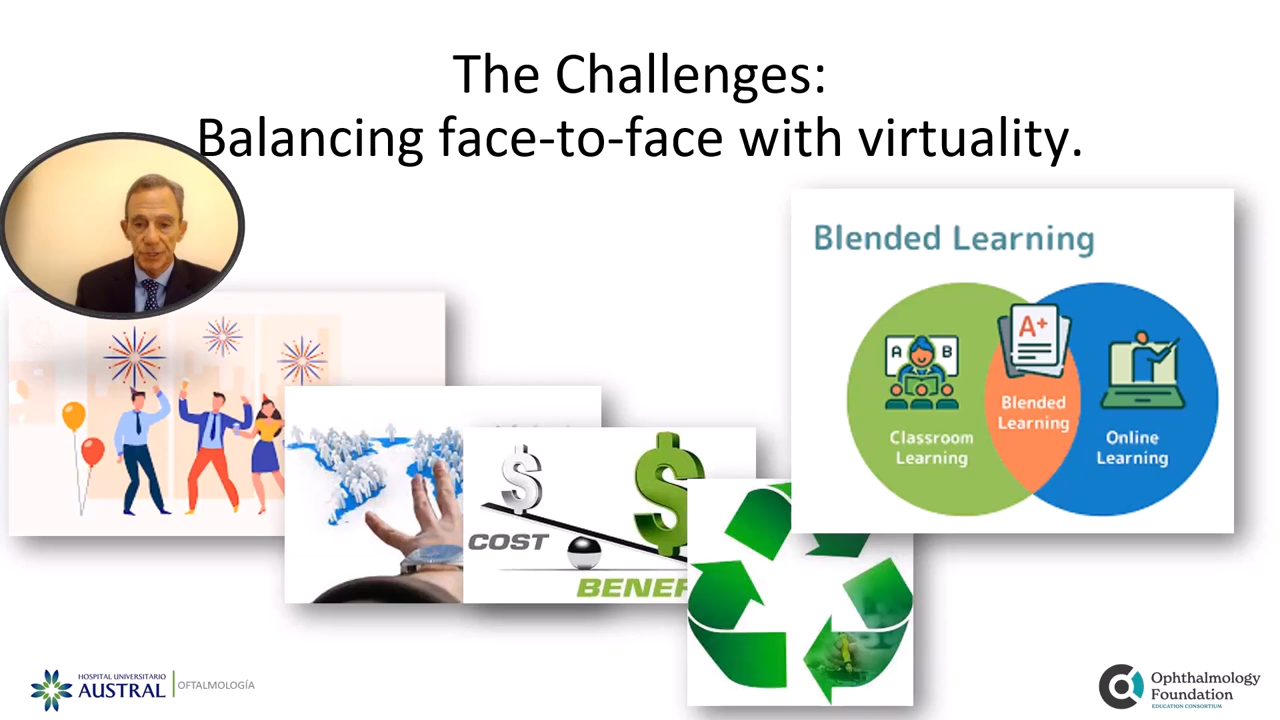 The Challenges:
Balancing face-to-face with virtuality.
Blended Learning
A B
A+
Blended
Learning
Classroom
Learning
Online
Learning
$ $
COST
HOSPITAL UNIVERSITARIO
AUSTRAL
OFTALMOLOGÍA
Ophthalmology
Foundation
EDUCATION CONSORTIUM